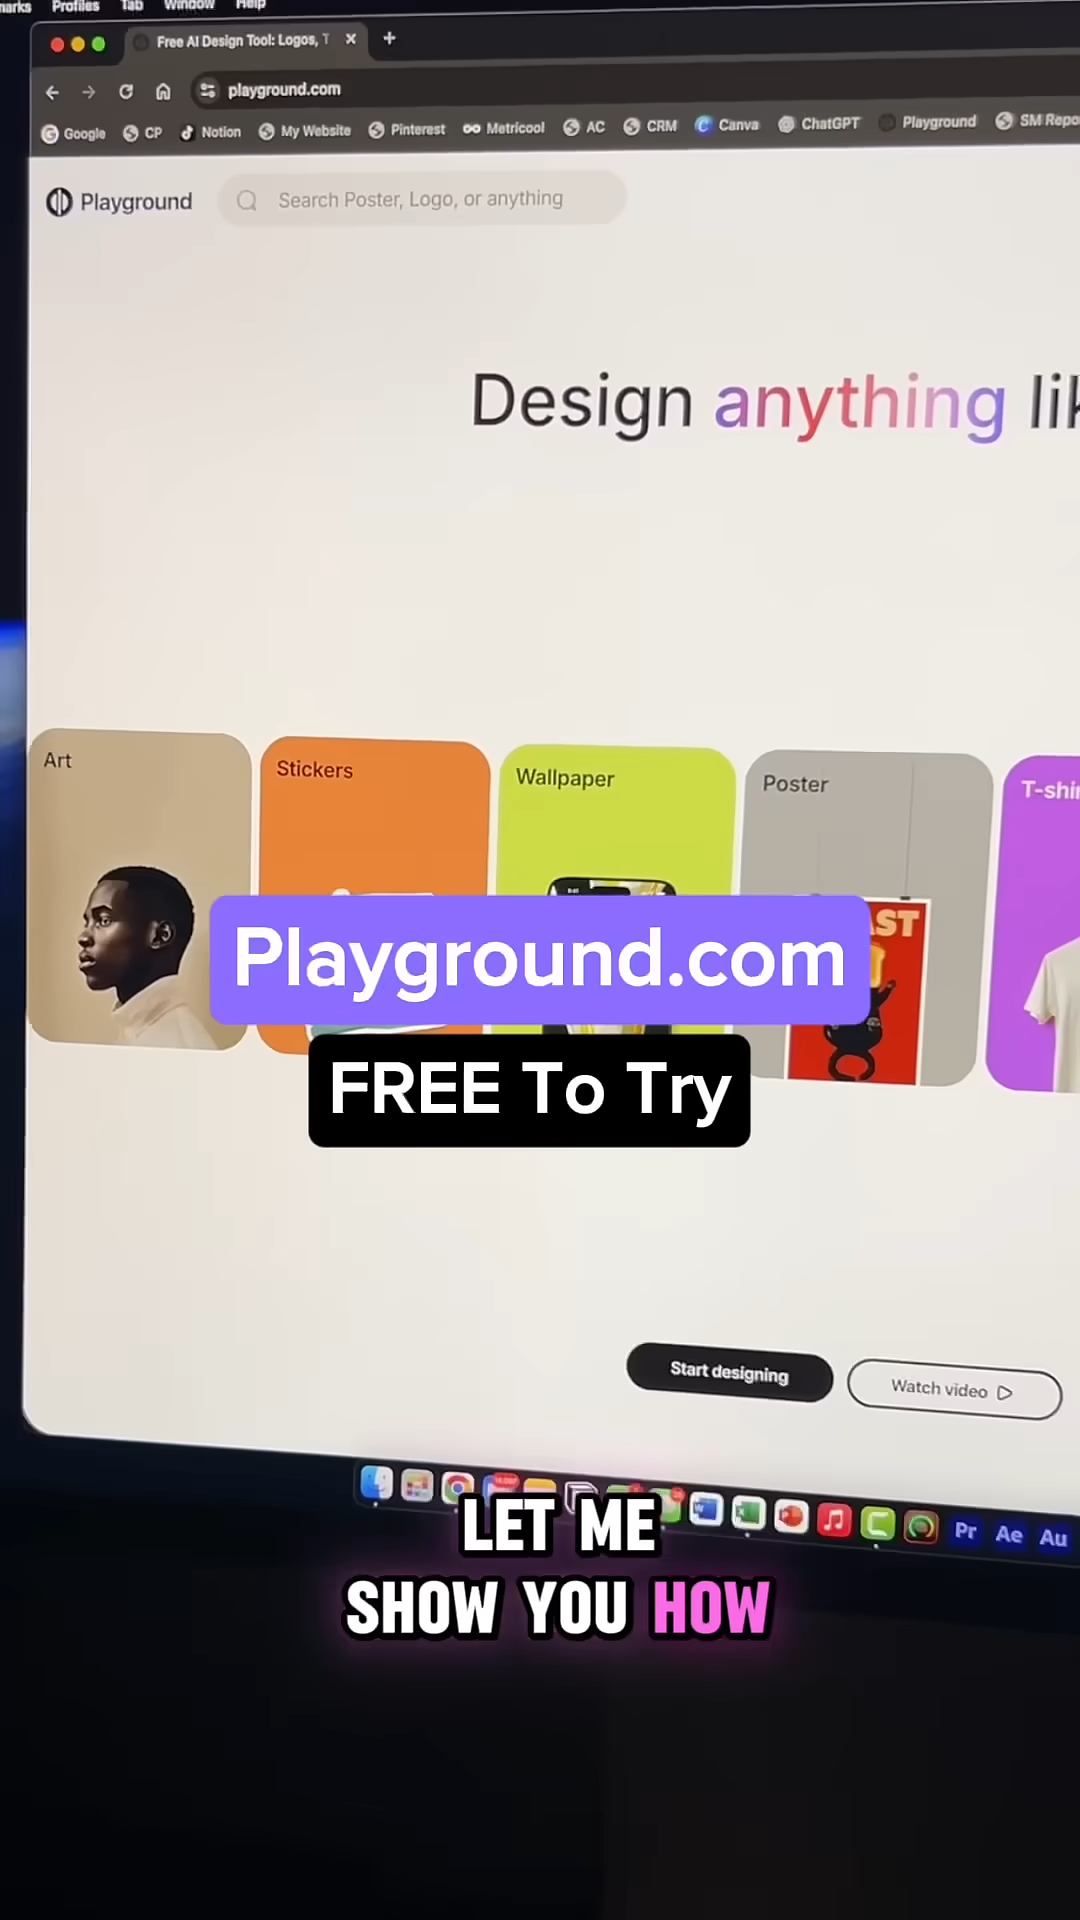 Profiles Tab Window Help
Free AI Design Tool: Logos, T
playground.com
Google CP Notion My Website Pinterest Metricool AC CRM Canva ChatGPT Playground SM Repo
Playground
Search Poster, Logo, or anything
Design anything lik
Art
Stickers
Wallpaper
Poster
T-shir
AST
Playground.com
FREE To Try
Start designing
Watch video
Pr Ae Au
LET ME
SHOW YOU HOW